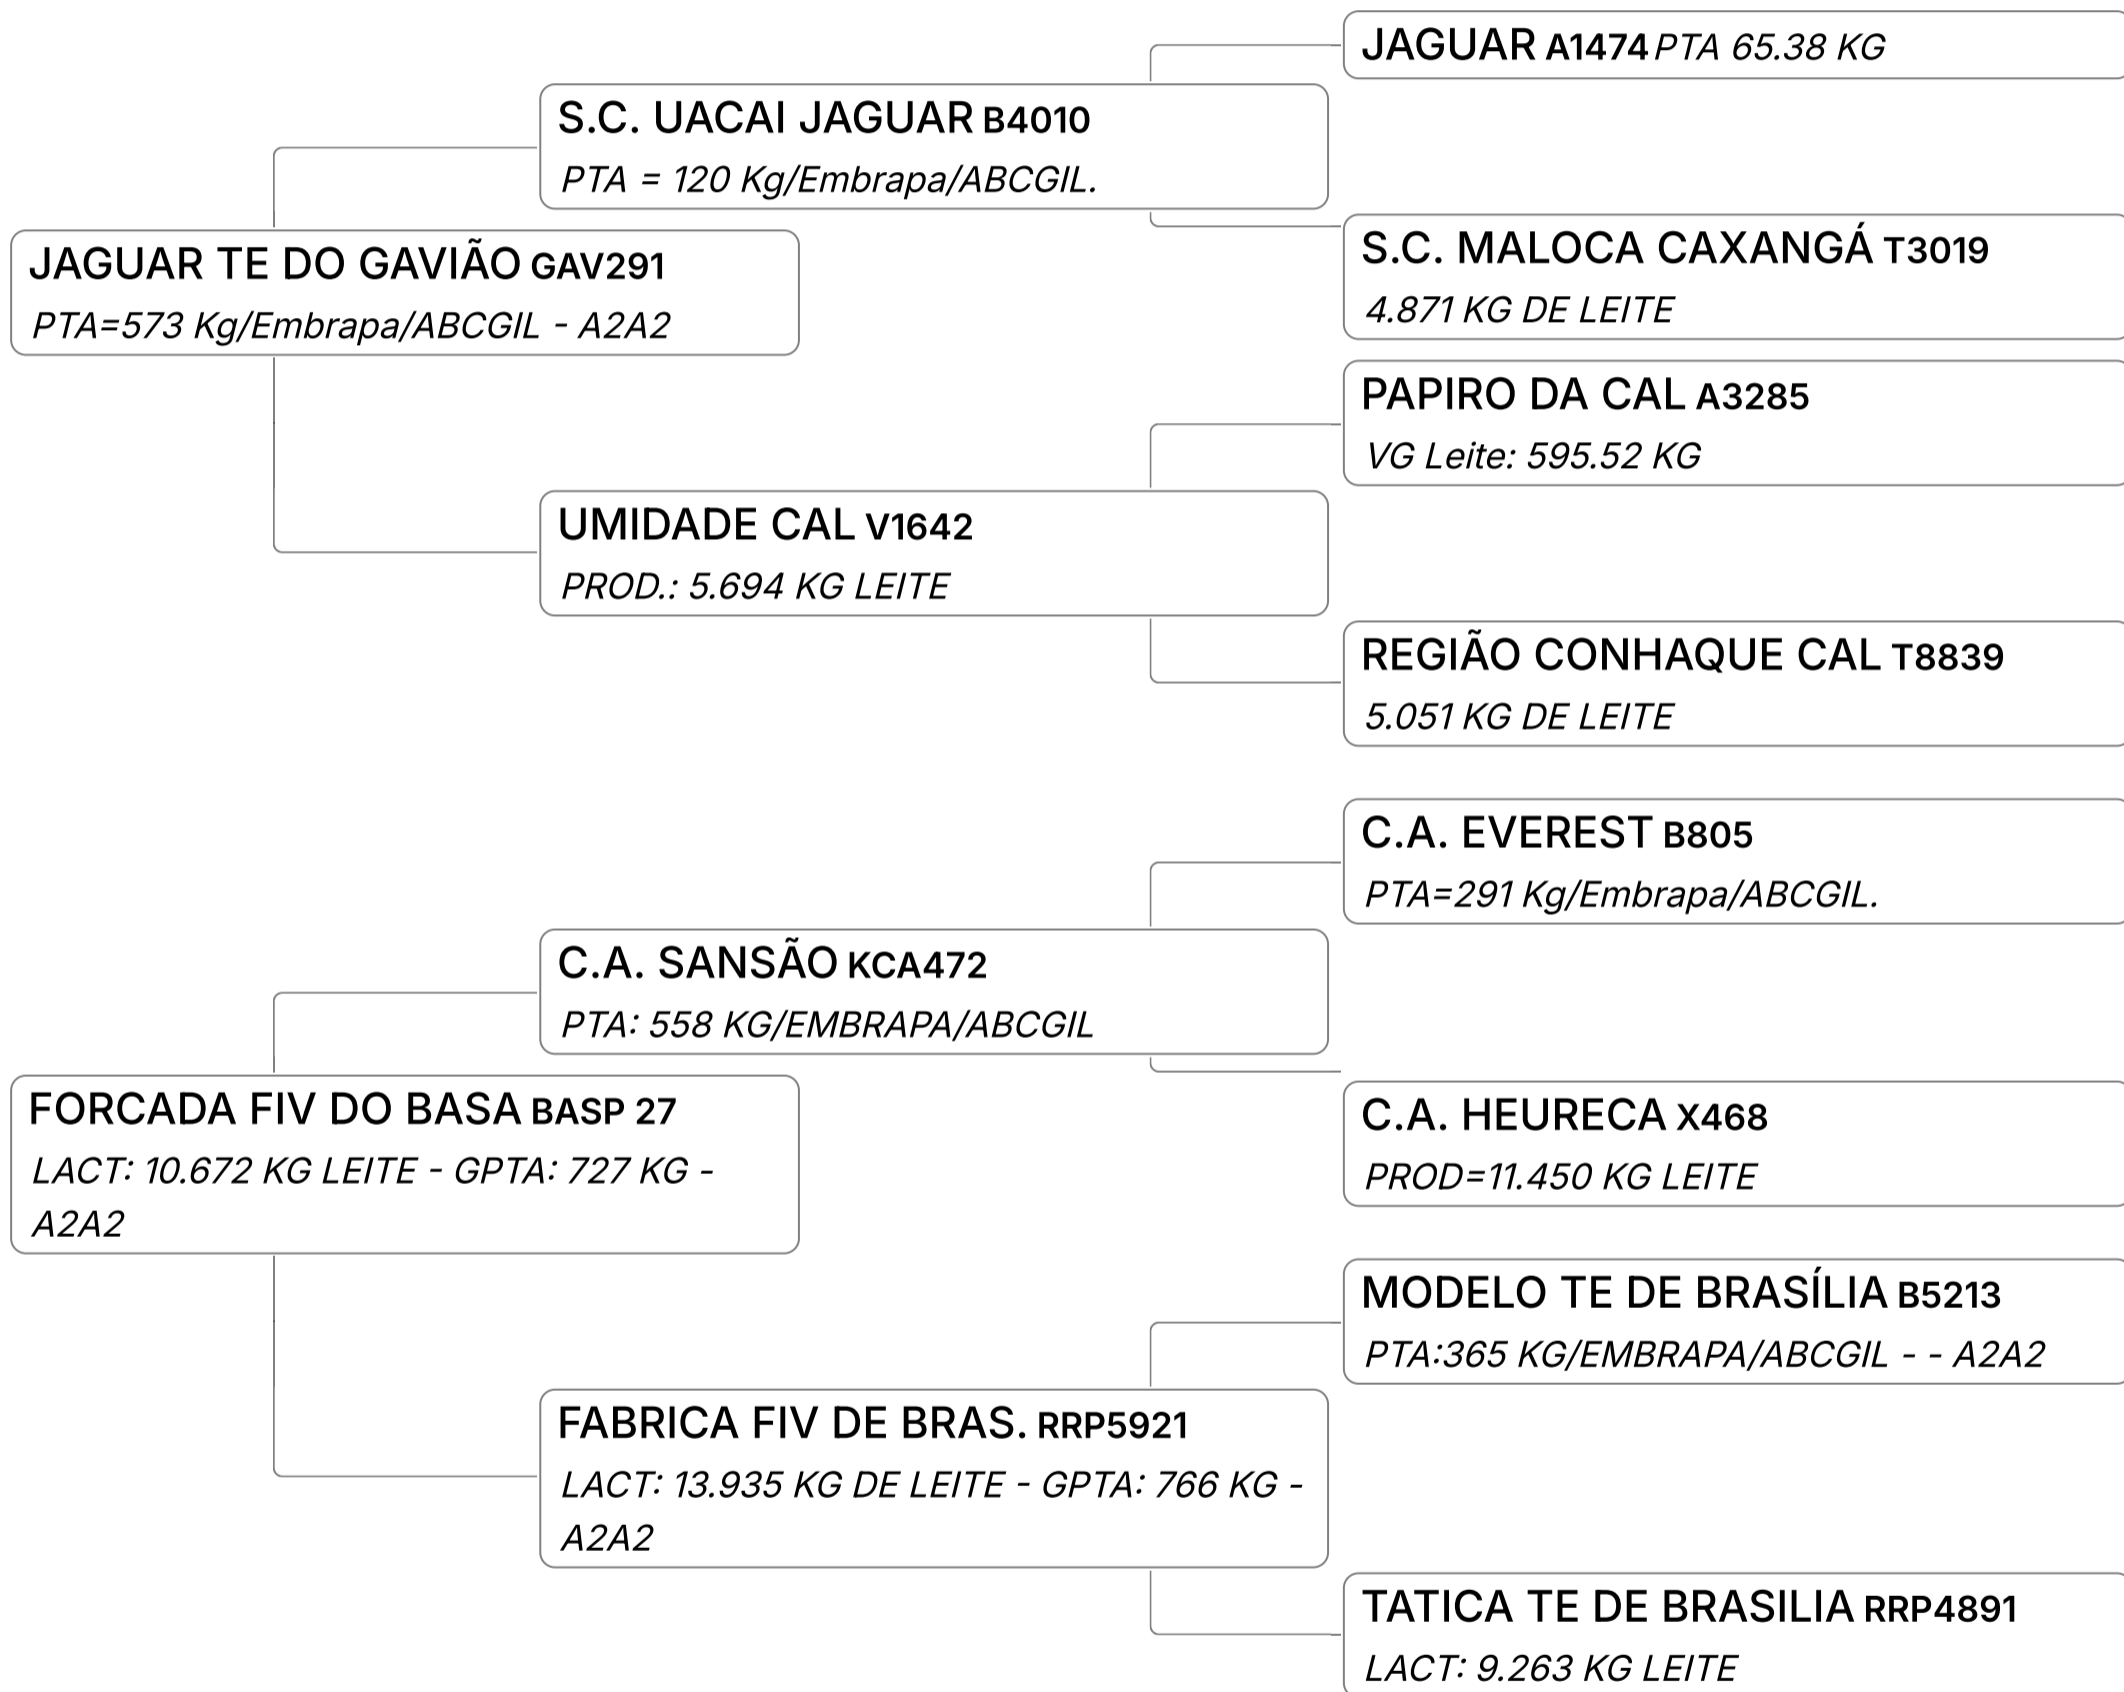 JAGUAR A1474 PTA 65.38 KG
S.C. UACAI JAGUAR B4010
PTA = 120 Kg/Embrapa/ABCGIL.
S.C. MALOCA CAXANGÁ T3019
4.871 KG DE LEITE
JAGUAR TE DO GAVIÃO GAV291
PTA=573 Kg/Embrapa/ABCGIL - A2A2
PAPIRO DA CAL A3285
VG Leite: 595.52 KG
UMIDADE CAL V1642
PROD.: 5.694 KG LEITE
REGIÃO CONHAQUE CAL T8839
5.051 KG DE LEITE
C.A. EVEREST B805
PTA=291 Kg/Embrapa/ABCGIL.
C.A. SANSÃO KCA472
PTA: 558 KG/EMBRAPA/ABCGIL
C.A. HEURECA X468
PROD=11.450 KG LEITE
FORCADA FIV DO BASA BASP 27
LACT: 10.672 KG LEITE - GPTA: 727 KG -
A2A2
MODELO TE DE BRASÍLIA B5213
PTA:365 KG/EMBRAPA/ABCGIL - - A2A2
FABRICA FIV DE BRAS. RRP5921
LACT: 13.935 KG DE LEITE - GPTA: 766 KG -
A2A2
TATICA TE DE BRASILIA RRP4891
LACT: 9.263 KG LEITE